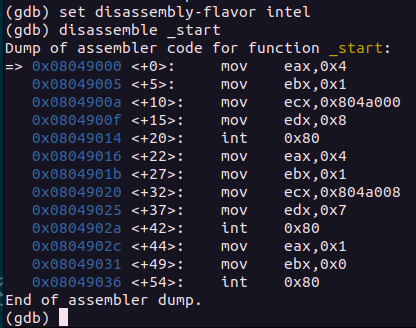 (gdb) set disassembly-flavor intel
(gdb) disassemble _start
Dump of assembler code for function _start:
=> 0x08049000 <+0>:     mov    eax,0x4
   0x08049005 <+5>:     mov    ebx,0x1
   0x0804900a <+10>:    mov    ecx,0x804a000
   0x0804900f <+15>:    mov    edx,0x8
   0x08049014 <+20>:    int    0x80
   0x08049016 <+22>:    mov    eax,0x4
   0x0804901b <+27>:    mov    ebx,0x1
   0x08049020 <+32>:    mov    ecx,0x804a008
   0x08049025 <+37>:    mov    edx,0x7
   0x0804902a <+42>:    int    0x80
   0x0804902c <+44>:    mov    eax,0x1
   0x08049031 <+49>:    mov    ebx,0x0
   0x08049036 <+54>:    int    0x80
End of assembler dump.
(gdb)